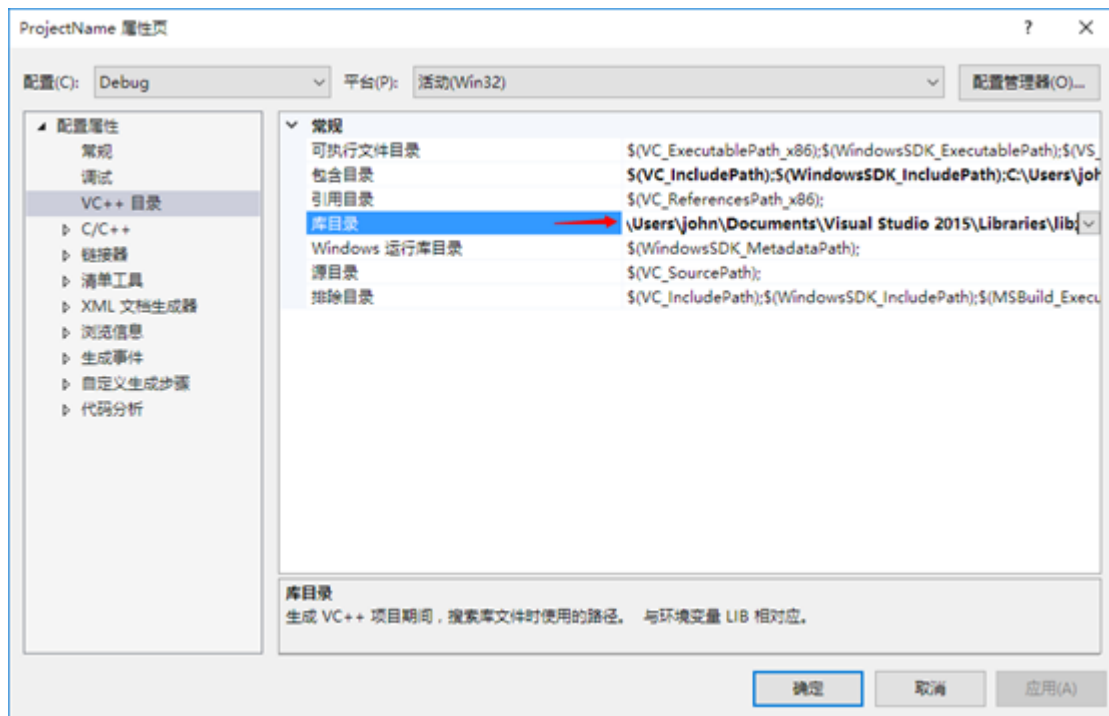 ProjectName 属性页
配置(C): Debug 平台(P): 活动(Win32) 配置管理器(O)...
配置属性
常规
调试
VC++ 目录
C/C++
链接器
清单工具
XML 文档生成器
浏览信息
生成事件
自定义生成步骤
代码分析
常规
可执行文件目录 $(VC_ExecutablePath_x86);$(WindowsSDK_ExecutablePath);$(VS_
包含目录 $(VC_IncludePath);$(WindowsSDK_IncludePath);C:\Users\joh
引用目录 $(VC_ReferencesPath_x86);
库目录 \Users\john\Documents\Visual Studio 2015\Libraries\lib;
Windows 运行库目录 $(WindowsSDK_MetadataPath);
源目录 $(VC_SourcePath);
排除目录 $(VC_IncludePath);$(WindowsSDK_IncludePath);$(MSBuild_Execu
库目录
生成 VC++ 项目期间，搜索库文件时使用的路径。 与环境变量 LIB 相对应。
确定 取消 应用(A)